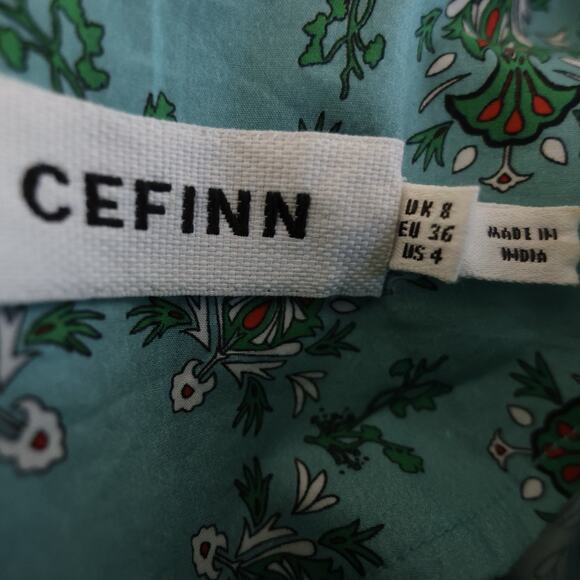 CEFINN
UK 8
EU 36
US 4
MADE IN
INDIA